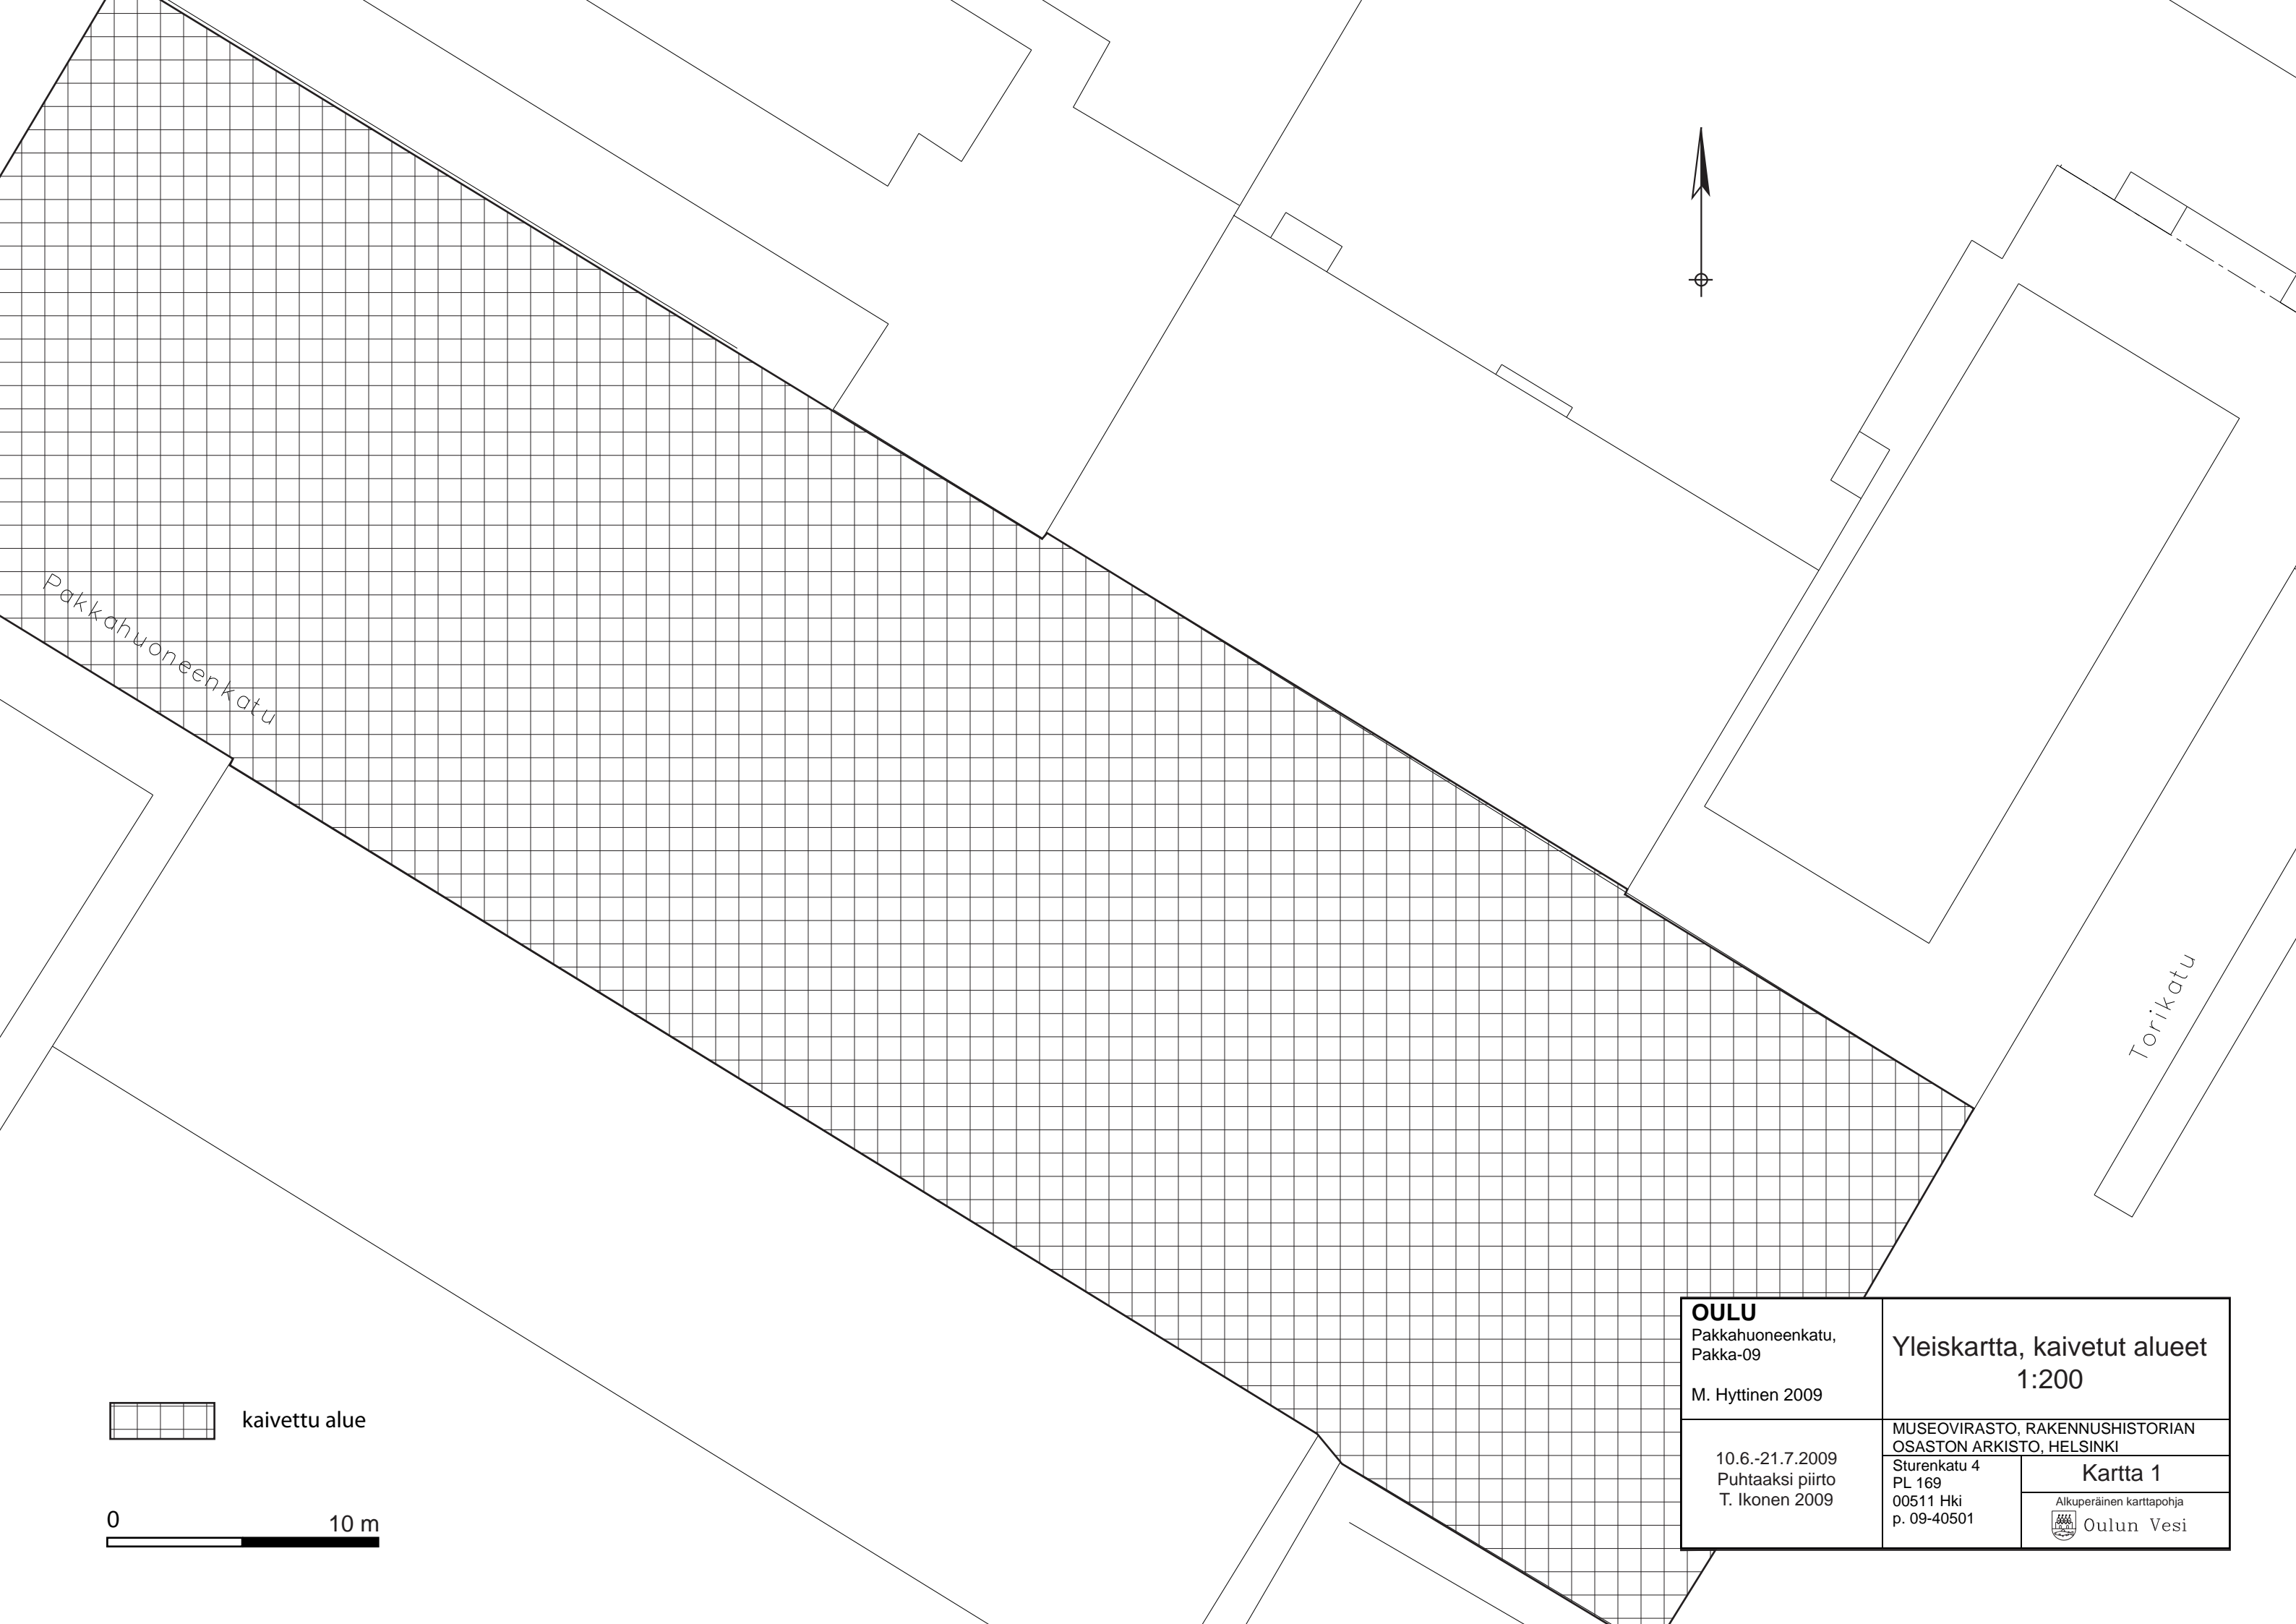 Pakkahuoneenkatu
Torikatu
kaivettu alue
0 10 m
OULU
Pakkahuoneenkatu,
Pakka-09
M. Hyttinen 2009
Yleiskartta, kaivetut alueet
1:200
10.6.-21.7.2009
Puhtaaksi piirto
T. Ikonen 2009
MUSEOVIRASTO, RAKENNUSHISTORIAN
OSASTON ARKISTO, HELSINKI
Sturenkatu 4
PL 169
00511 Hki
p. 09-40501
Kartta 1
Alkuperäinen karttapohja
Oulun Vesi